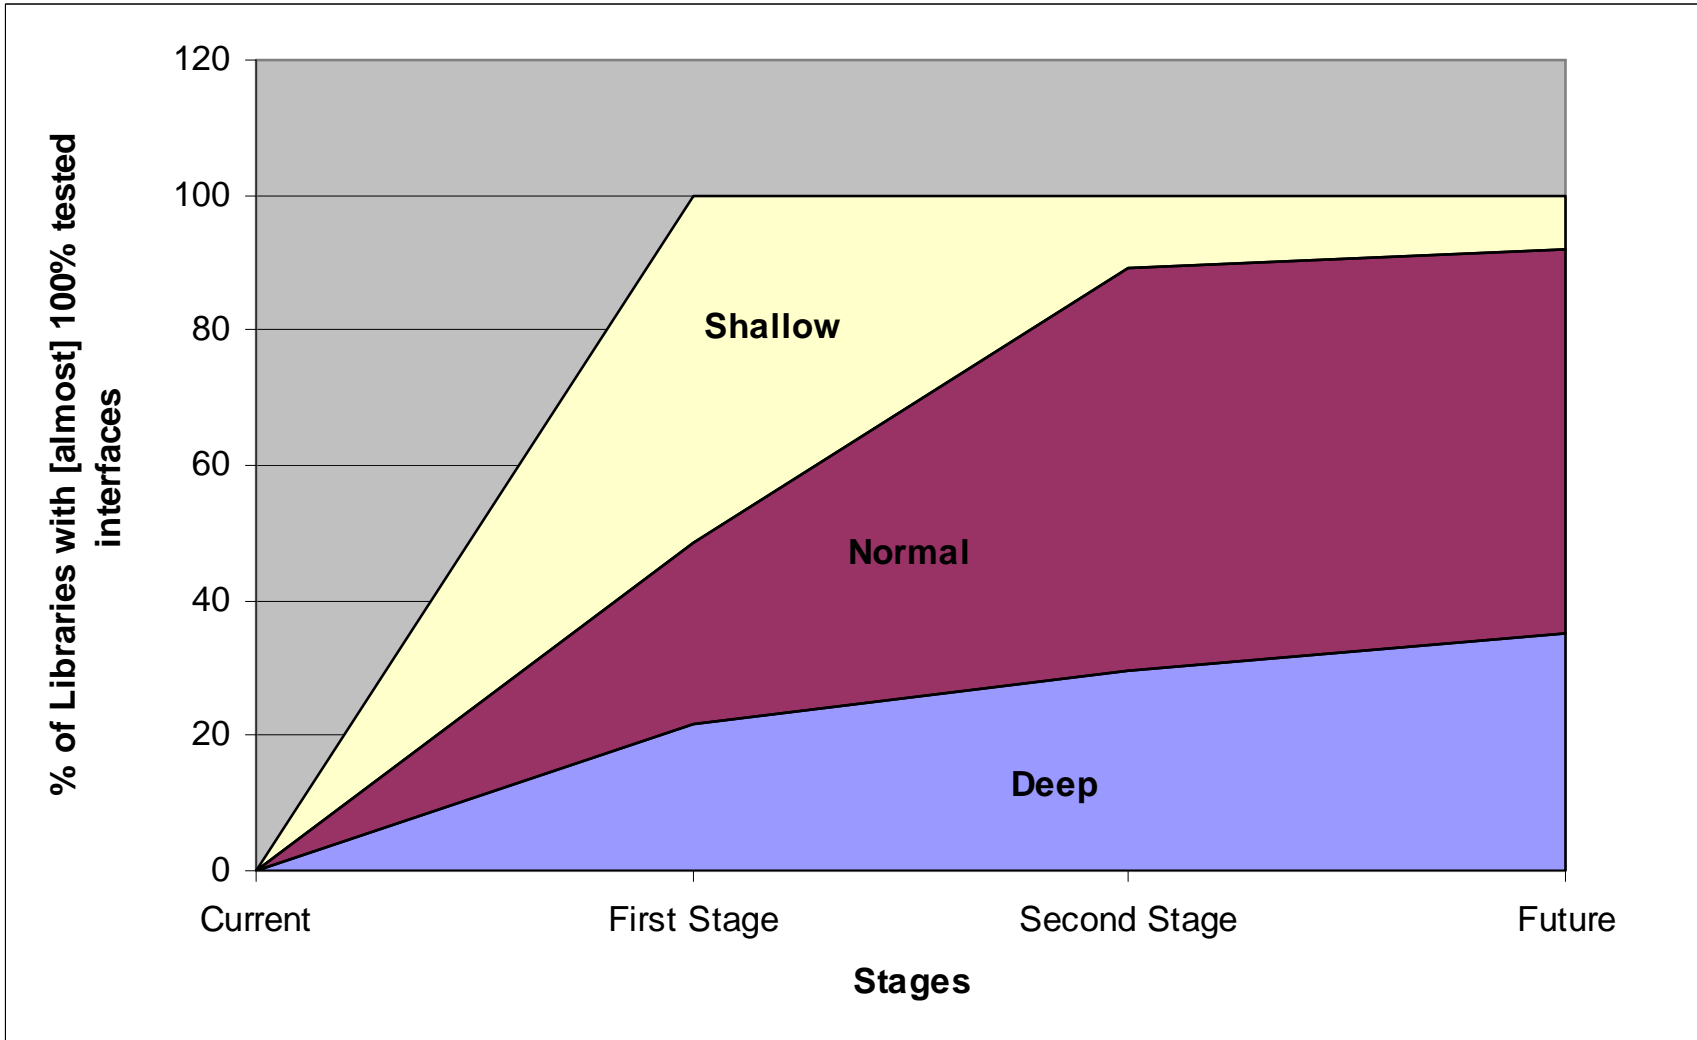 % of Libraries with [almost] 100% tested
interfaces
120
100
80
60
40
20
0
Shallow
Normal
Deep
Current
First Stage
Second Stage
Future
Stages